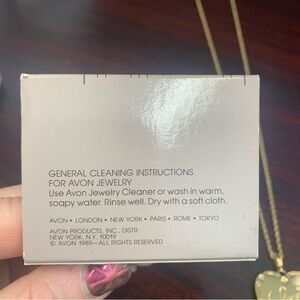 GENERAL CLEANING INSTRUCTIONS
FOR AVON JEWELRY
Use Avon Jewelry Cleaner or wash in warm,
soapy water. Rinse well. Dry with a soft cloth.
AVON • LONDON • NEW YORK • PARIS • ROME • TOKYO
AVON PRODUCTS, INC., DISTR.
NEW YORK, N.Y. 10019
© AVON 1989—ALL RIGHTS RESERVED